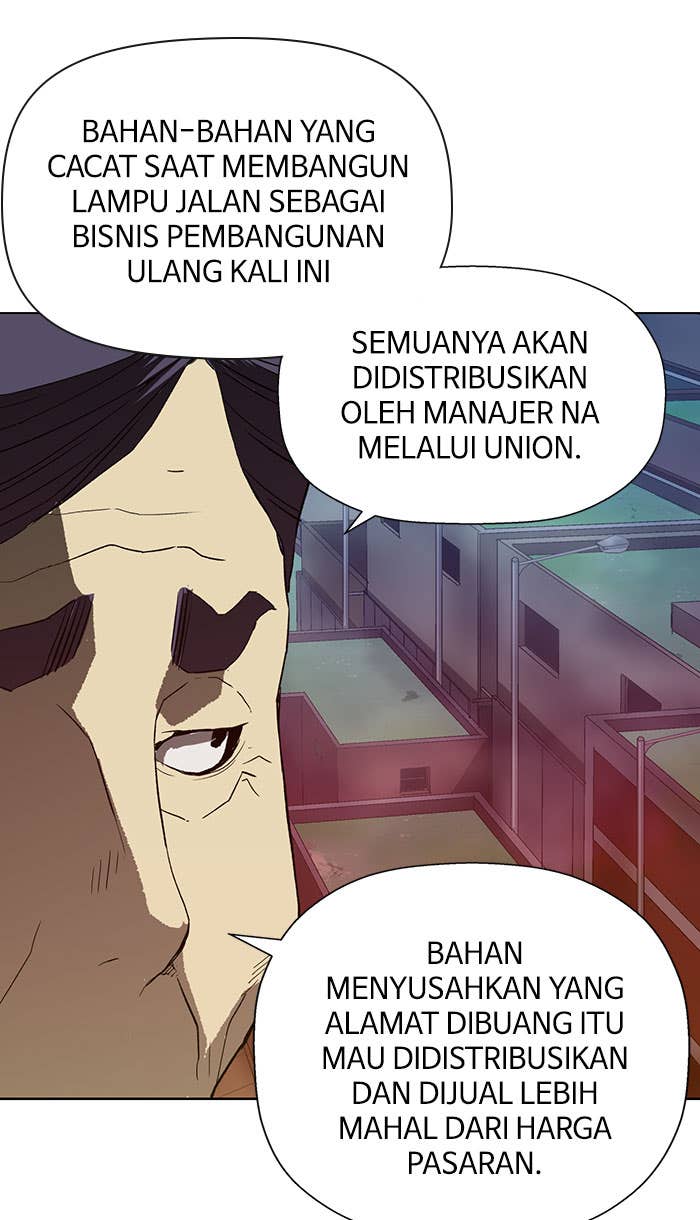 BAHAN-BAHAN YANG
CACAT SAAT MEMBANGUN
LAMPU JALAN SEBAGAI
BISNIS PEMBANGUNAN
ULANG KALI INI
SEMUANYA AKAN
DIDISTRIBUSIKAN
OLEH MANAJER NA
MELALUI UNION.
BAHAN
MENYUSAHKAN YANG
ALAMAT DIBUANG ITU
MAU DIDISTRIBUSIKAN
DAN DIJUAL LEBIH
MAHAL DARI HARGA
PASARAN.